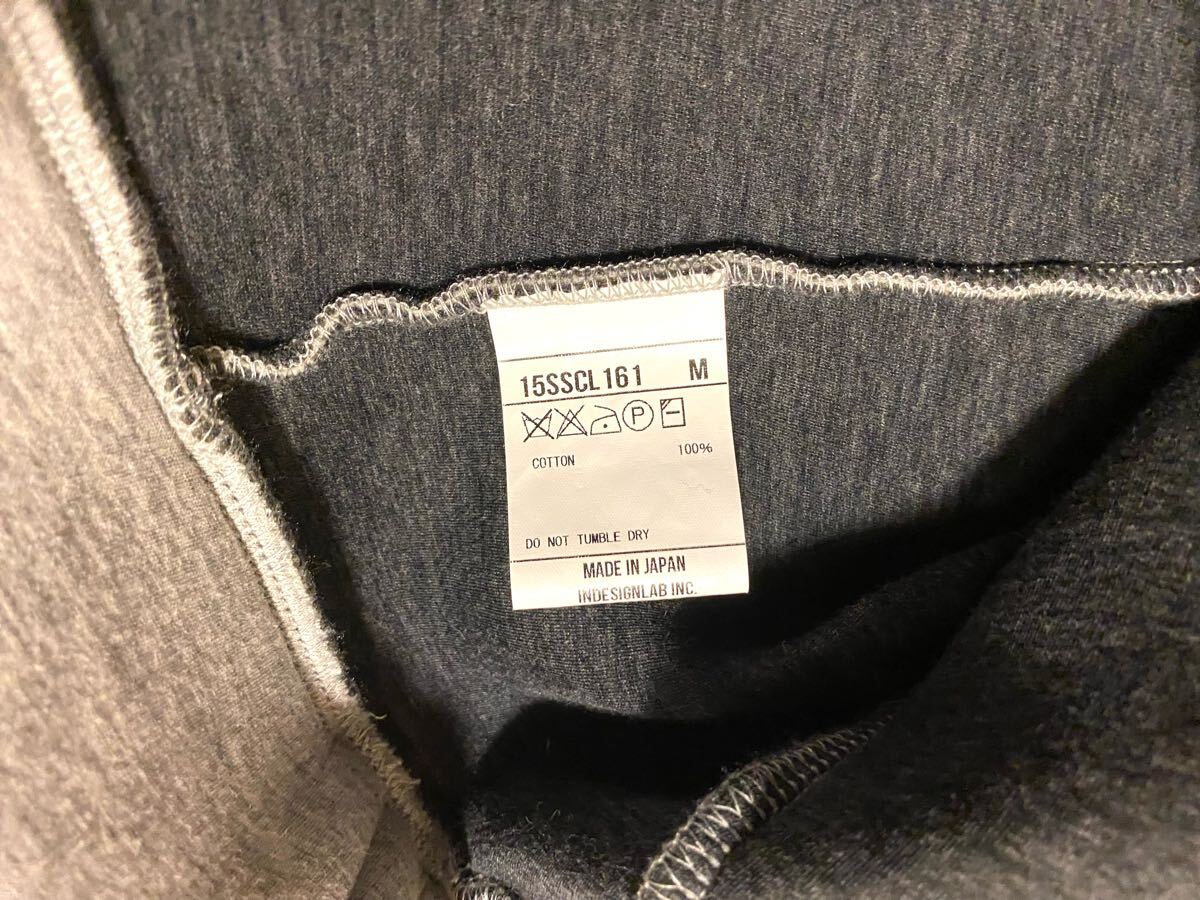 15SSCL161 M
P
COTTON 100%
DO NOT TUMBLE DRY
MADE IN JAPAN
INDESIGNLAB INC.